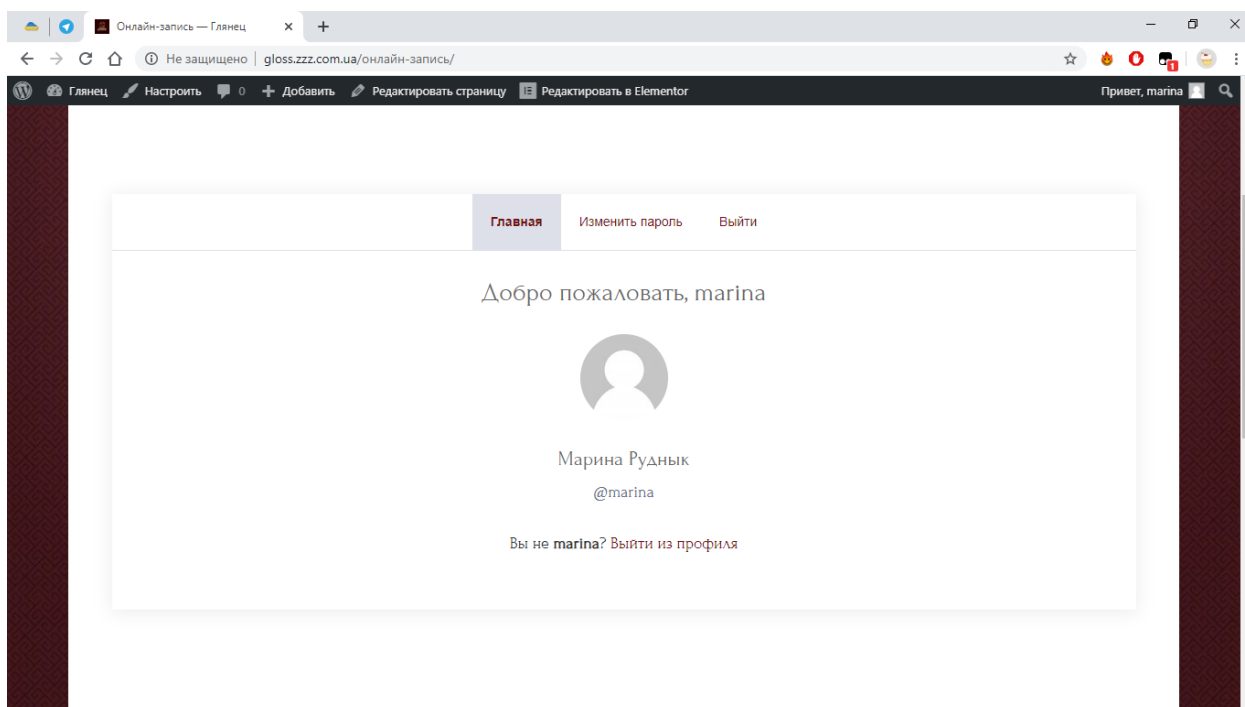 Онлайн-запись — Глянец
Не защищено | gloss.zzz.com.ua/онлайн-запись/
1
Глянец Настроить 0 Добавить Редактировать страницу Редактировать в Elementor Привет, marina
Главная Изменить пароль Выйти
Добро пожаловать, marina
Марина Руднык
@marina
Вы не marina? Выйти из профиля